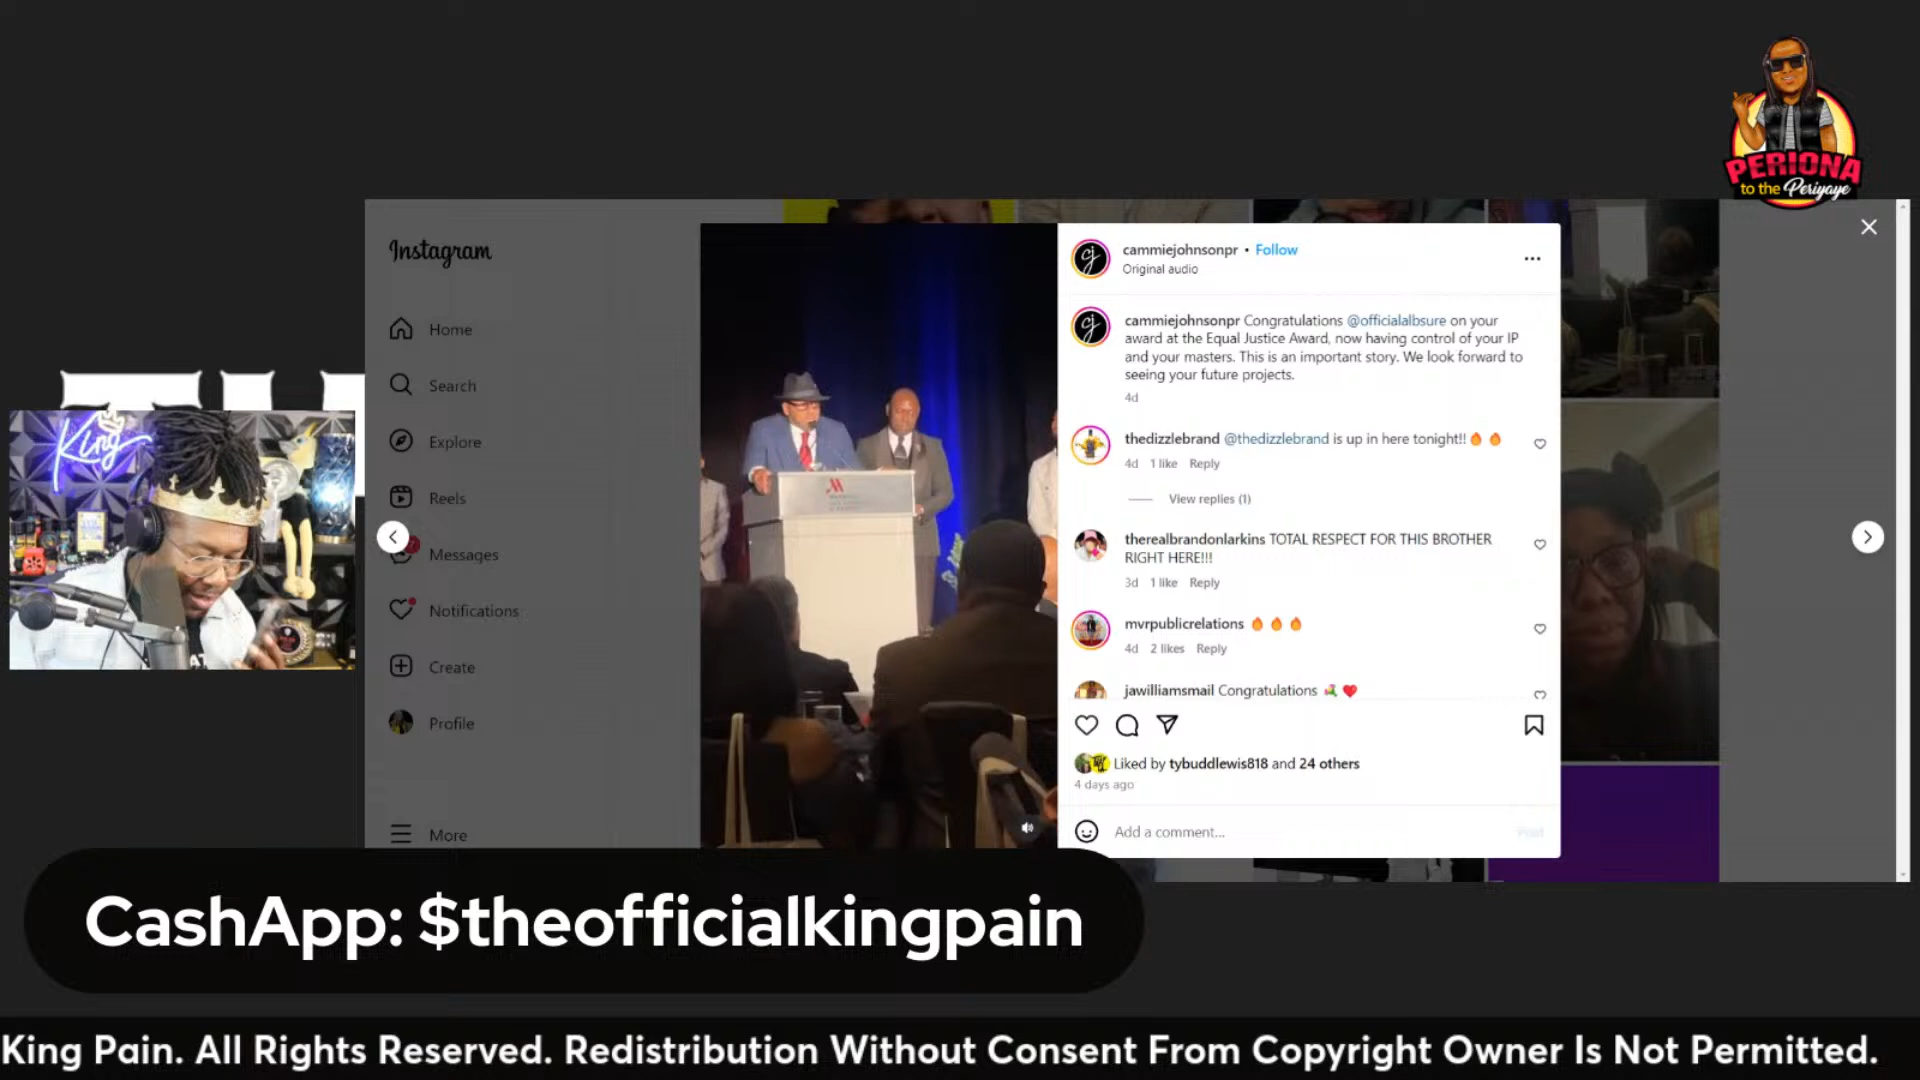 PERIONA
to the Periyaye
Instagram
Home
Search
Explore
Reels
Messages
Notifications
Create
Profile
More
King
cammiejohnsonpr • Follow
Original audio
cammiejohnsonpr Congratulations @officialalbsure on your
award at the Equal Justice Award, now having control of your IP
and your masters. This is an important story. We look forward to
seeing your future projects.
4d
thedizzlebrand @thedizzlebrand is up in here tonight!! 🔥 🔥
4d 1 like Reply
View replies (1)
therealbrandonlarkins TOTAL RESPECT FOR THIS BROTHER
RIGHT HERE!!!
3d 1 like Reply
mvrpublicrelations 🔥 🔥 🔥
4d 2 likes Reply
jawilliamsmail Congratulations 💐 ❤️
Liked by tybuddlewis818 and 24 others
4 days ago
Add a comment...
Post
CashApp: $theofficialkingpain
King Pain. All Rights Reserved. Redistribution Without Consent From Copyright Owner Is Not Permitted.